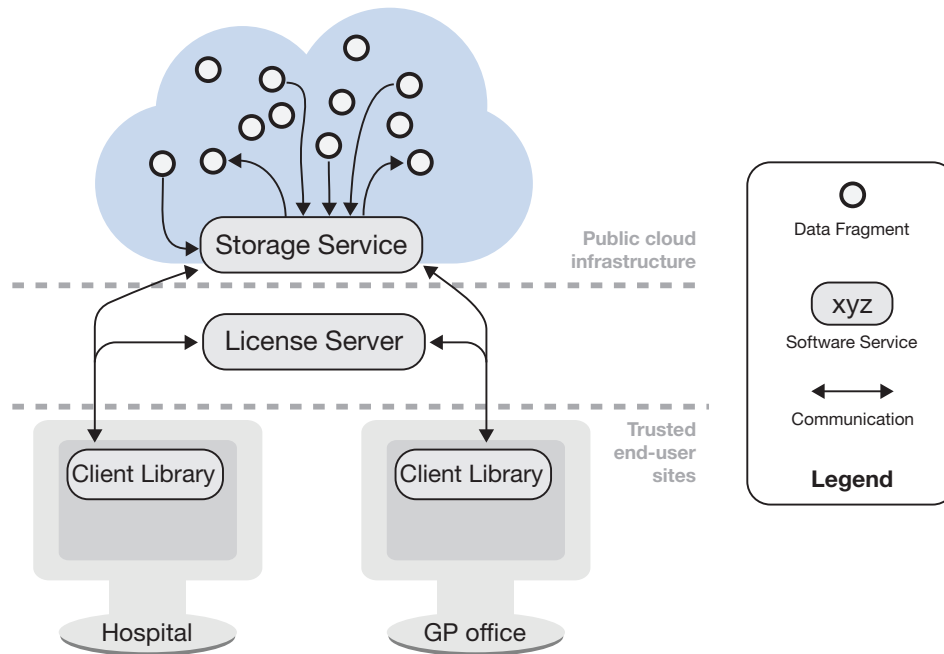 Storage Service
Public cloud
infrastructure
License Server
Trusted
end-user
sites
Client Library
Client Library
Hospital
GP office
Data Fragment
xyz
Software Service
Communication
Legend